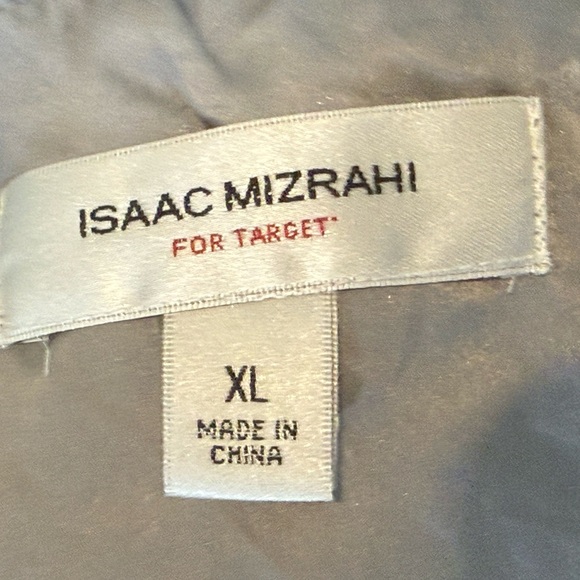 ISAAC MIZRAHI
FOR TARGET*
XL
MADE IN
CHINA